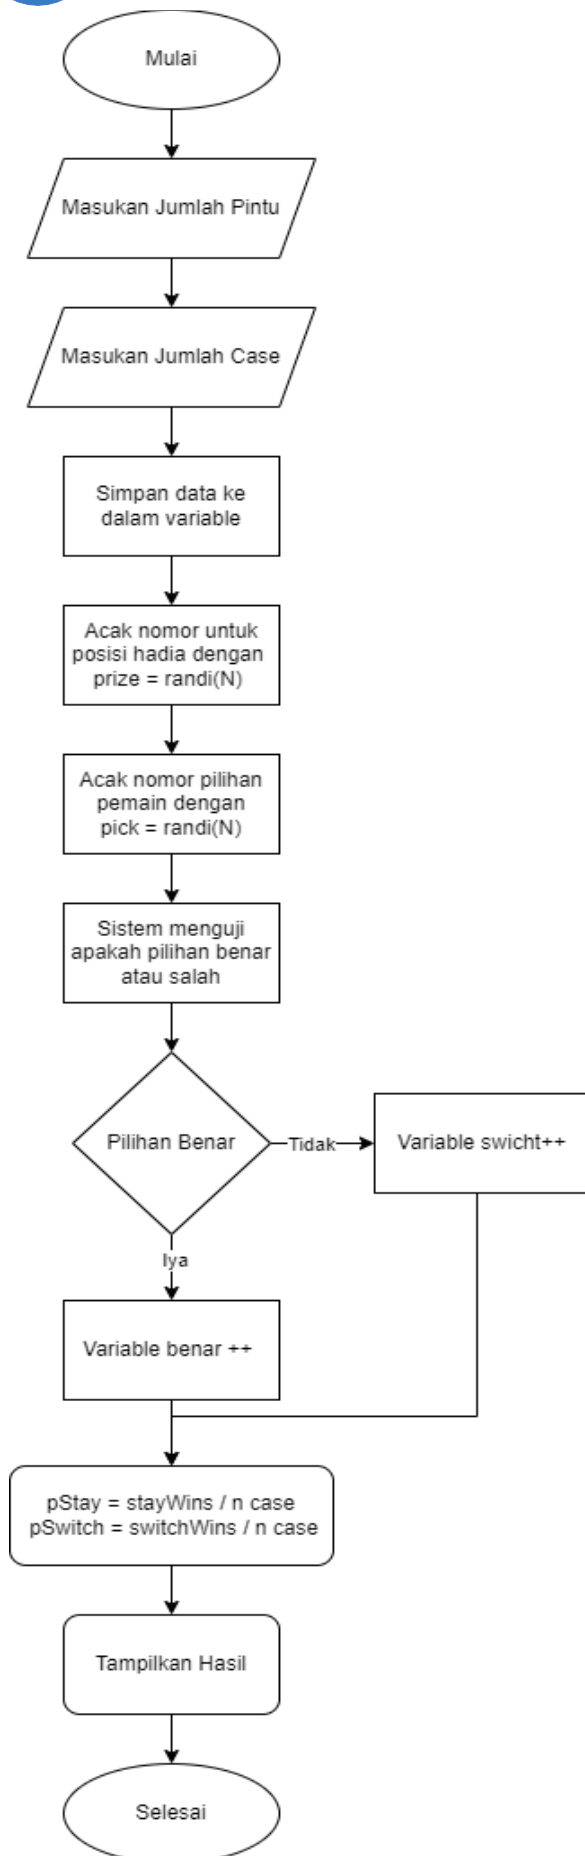 Mulai
Masukan Jumlah Pintu
Masukan Jumlah Case
Simpan data ke
dalam variable
Acak nomor untuk
posisi hadia dengan
prize = randi(N)
Acak nomor pilihan
pemain dengan
pick = randi(N)
Sistem menguji
apakah pilihan benar
atau salah
Pilihan Benar
Tidak
Variable swicht++
Iya
Variable benar ++
pStay = stayWins / n case
pSwitch = switchWins / n case
Tampilkan Hasil
Selesai